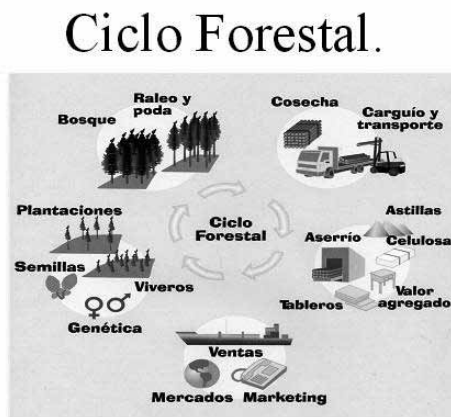 Ciclo Forestal.
Raleo y
poda
Bosque
Cosecha
Carguío y
transporte
Plantaciones
Semillas
Viveros
Genética
Ciclo
Forestal
Astillas
Aserrío
Celulosa
Tableros
Valor
agregado
Ventas
Mercados
Marketing